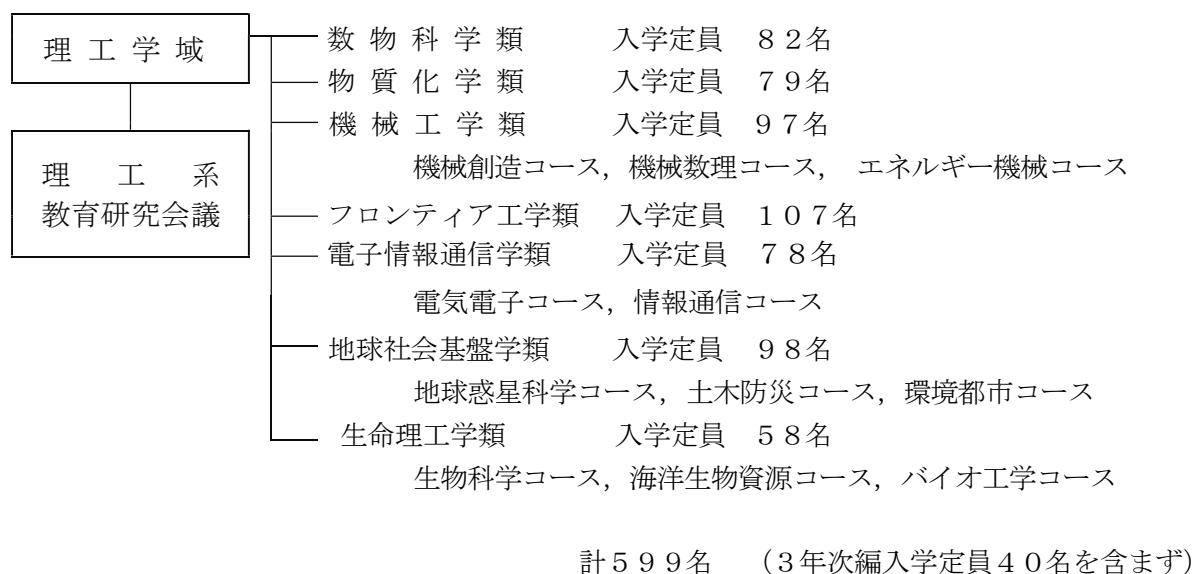 理工学域
数物科学類 入学定員 82名
物質化学類 入学定員 79名
機械工学類 入学定員 97名
機械創造コース，機械数理コース， エネルギー機械コース
理工系
教育研究会議
フロンティア工学類 入学定員 107名
電子情報通信学類 入学定員 78名
電気電子コース，情報通信コース
地球社会基盤学類 入学定員 98名
地球惑星科学コース，土木防災コース，環境都市コース
生命理工学類 入学定員 58名
生物科学コース，海洋生物資源コース，バイオ工学コース
計599名 （3年次編入学定員40名を含まず）